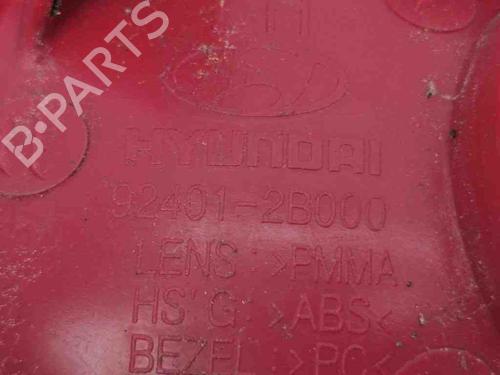 B-PARTS
HYUNDAI
92401-2B000
LENS :>PMMA
HS'G :>ABS<
BEZEL :>PC<